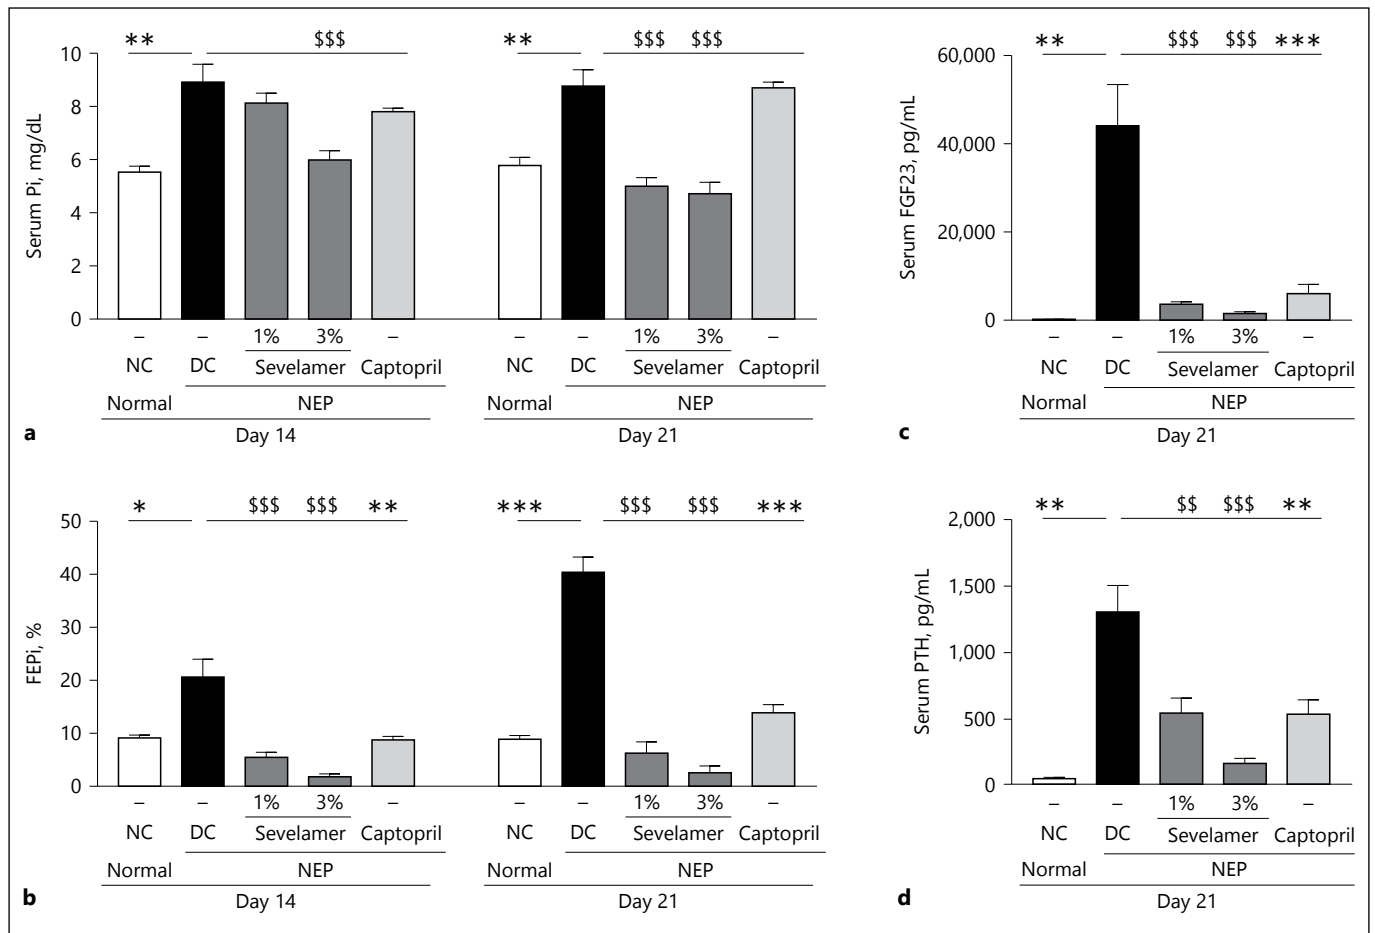 ** $$$ ** $$$ $$$
10
8
6
4
2
0
Serum Pi, mg/dL
– – 1% 3% – – – 1% 3% –
NC DC Sevelamer Captopril NC DC Sevelamer Captopril
Normal NEP Normal NEP
a Day 14 Day 21
** $$$ $$$ ***
60,000
40,000
20,000
0
Serum FGF23, pg/mL
– – 1% 3% –
NC DC Sevelamer Captopril
Normal NEP
c Day 21
* $$$ $$$ ** *** $$$ $$$ ***
50
40
30
20
10
0
FEPi, %
– – 1% 3% – – – 1% 3% –
NC DC Sevelamer Captopril NC DC Sevelamer Captopril
Normal NEP Normal NEP
b Day 14 Day 21
** $$ $$$ **
2,000
1,500
1,000
500
0
Serum PTH, pg/mL
– – 1% 3% –
NC DC Sevelamer Captopril
Normal NEP
d Day 21